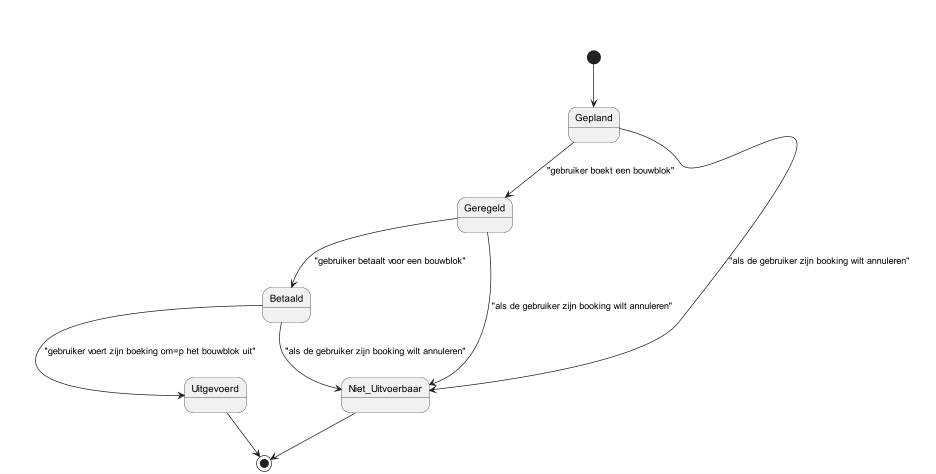 Gepland
"gebruiker boekt een bouwblok"
Geregeld
"gebruiker betaalt voor een bouwblok"
"als de gebruiker zijn booking wilt annuleren"
Betaald
"als de gebruiker zijn booking wilt annuleren"
"gebruiker voert zijn boeking om=p het bouwblok uit"
"als de gebruiker zijn booking wilt annuleren"
Uitgevoerd
Niet_Uitvoerbaar